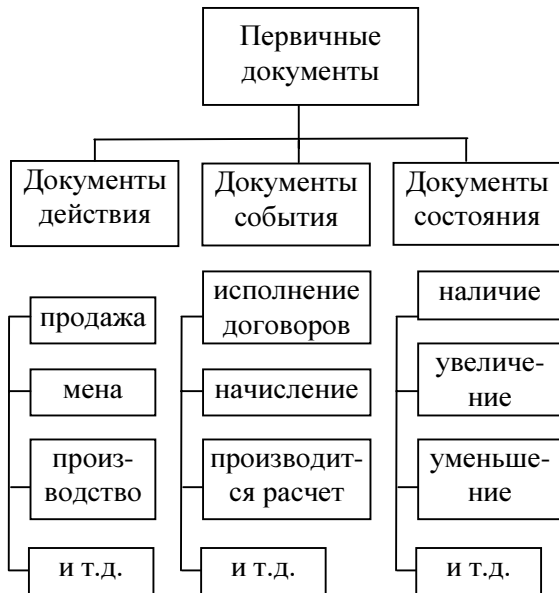 Первичные
документы
Документы
действия
Документы
события
Документы
состояния
продажа
мена
произ-
водство
и т.д.
исполнение
договоров
начисление
производит-
ся расчет
и т.д.
наличие
увеличе-
ние
уменьше-
ние
и т.д.